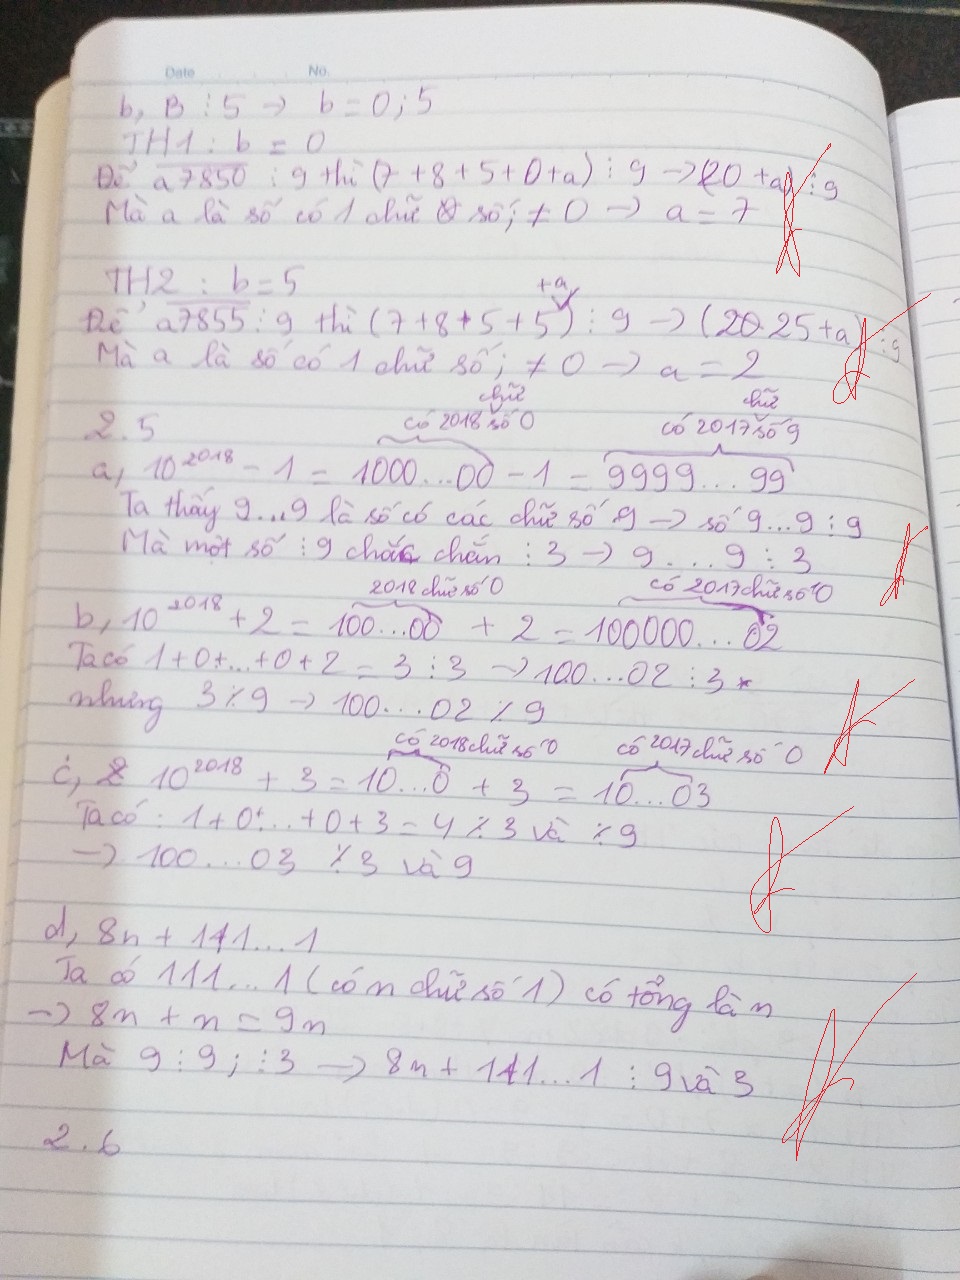 Date No.
b, B ⋮ 5 → b = 0; 5
TH1 : b = 0
Để a7850 ⋮ 9 thì (7+8+5+0+a) ⋮ 9 → (20 +a) ⋮ 9
Mà a là số có 1 chữ số; ≠ 0 → a = 7
TH2 : b = 5
+a
Để a7855 ⋮ 9 thì (7+8+5+5) ⋮ 9 → (25+a) ⋮ 9
Mà a là số có 1 chữ số; ≠ 0 → a = 2
chữ chữ
2.5 có 2018 số 0 có 2017 số 9
a, 10^2018 - 1 = 1000...00 - 1 = 9999...99
Ta thấy 9...9 là số có các chữ số 9 → số 9...9 ⋮ 9
Mà một số ⋮ 9 chắc chắn ⋮ 3 → 9...9 ⋮ 3
2018 chữ số 0 có 2017 chữ số 0
b, 10^2018 + 2 = 100...00 + 2 = 100000...02
Ta có 1+0+...+0+2 = 3 ⋮ 3 → 100...02 ⋮ 3
nhưng 3 ⋮̸ 9 → 100...02 ⋮̸ 9
có 2018 chữ số 0 có 2017 chữ số 0
c, 10^2018 + 3 = 10...0 + 3 = 10...03
Ta có : 1+0+...+0+3 = 4 ⋮̸ 3 và ⋮̸ 9
→ 100...03 ⋮̸ 3 và 9
d, 8n + 111...1
Ta có 111...1 (có n chữ số 1) có tổng là n
→ 8n + n = 9n
Mà 9 ⋮ 9; ⋮ 3 → 8n + 111...1 ⋮ 9 và 3
2.6